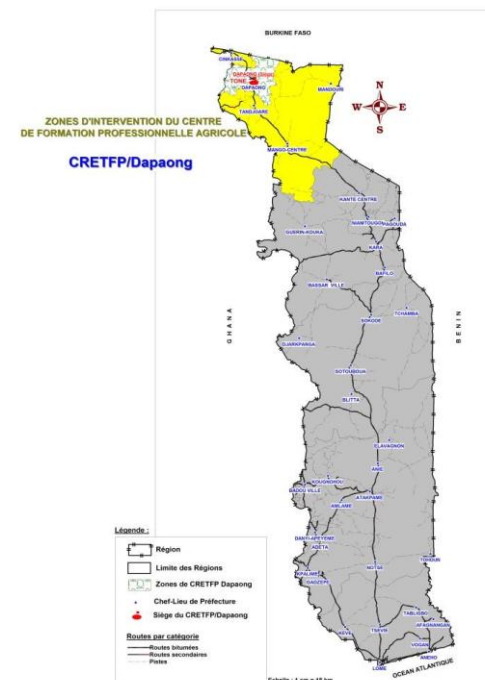 BURKINE FASO
CINKASSE
DAPAONG (Siège)
TONE
DAPAONG
MANDOURI
TANDJOARE
N
W E
S
ZONES D'INTERVENTION DU CENTRE
DE FORMATION PROFESSIONNELLE AGRICOLE
MANGO-CENTRE
CRETFP/Dapaong
KANTE CENTRE
NAMTOUGO
PAGOUDA
GUERIN-KOUKA
KARA
BAFILO
BASSAR VILLE
TCHAMBA
GHANA
BENIN
SOKODE
DJARKPANGA
SOTOUBOUA
BLITTA
ELAVAGNON
ANIE
KOUGNOHOU
BADOU VILLE
ATAKPAME
AMLAME
DANYI-APEYEME
ADETA
TOHOUN
KPALIME
NOTSE
GADZEPE
TABLIGBO
AFAGNANGAN
KEVE
TSEVIE
VOGAN
ANEHO
LOME
OCEAN ATLANTIQUE
Légende :
Région
Limite des Régions
Zones de CRETFP Dapaong
Chef-Lieu de Préfecture
Siège du CRETFP/Dapaong
Routes par catégorie
Routes bitumées
Routes secondaires
Pistes